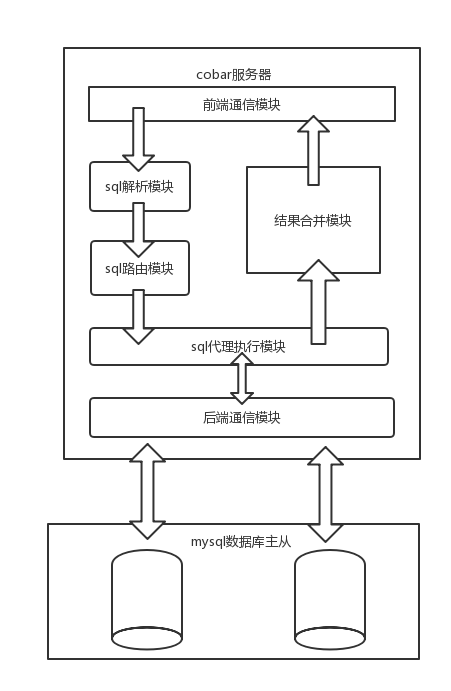 cobar服务器
前端通信模块
sql解析模块
结果合并模块
sql路由模块
sql代理执行模块
后端通信模块
mysql数据库主从